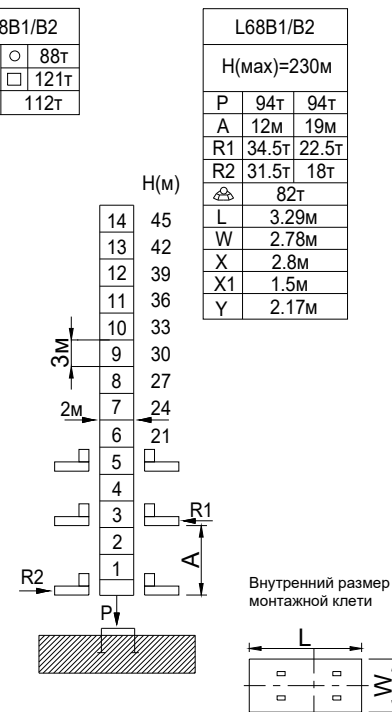 8B1/B2
88т
121т
112т
L68B1/B2
H(мах)=230м
P 94т 94т
A 12м 19м
R1 34.5т 22.5т
R2 31.5т 18т
82т
L 3.29м
W 2.78м
X 2.8м
X1 1.5м
Y 2.17м
H(м)
14 45
13 42
12 39
11 36
10 33
3м 9 30
8 27
2м 7 24
6 21
5
4
3 R1
2 A
1
R2
P
Внутренний размер
монтажной клети
L
W